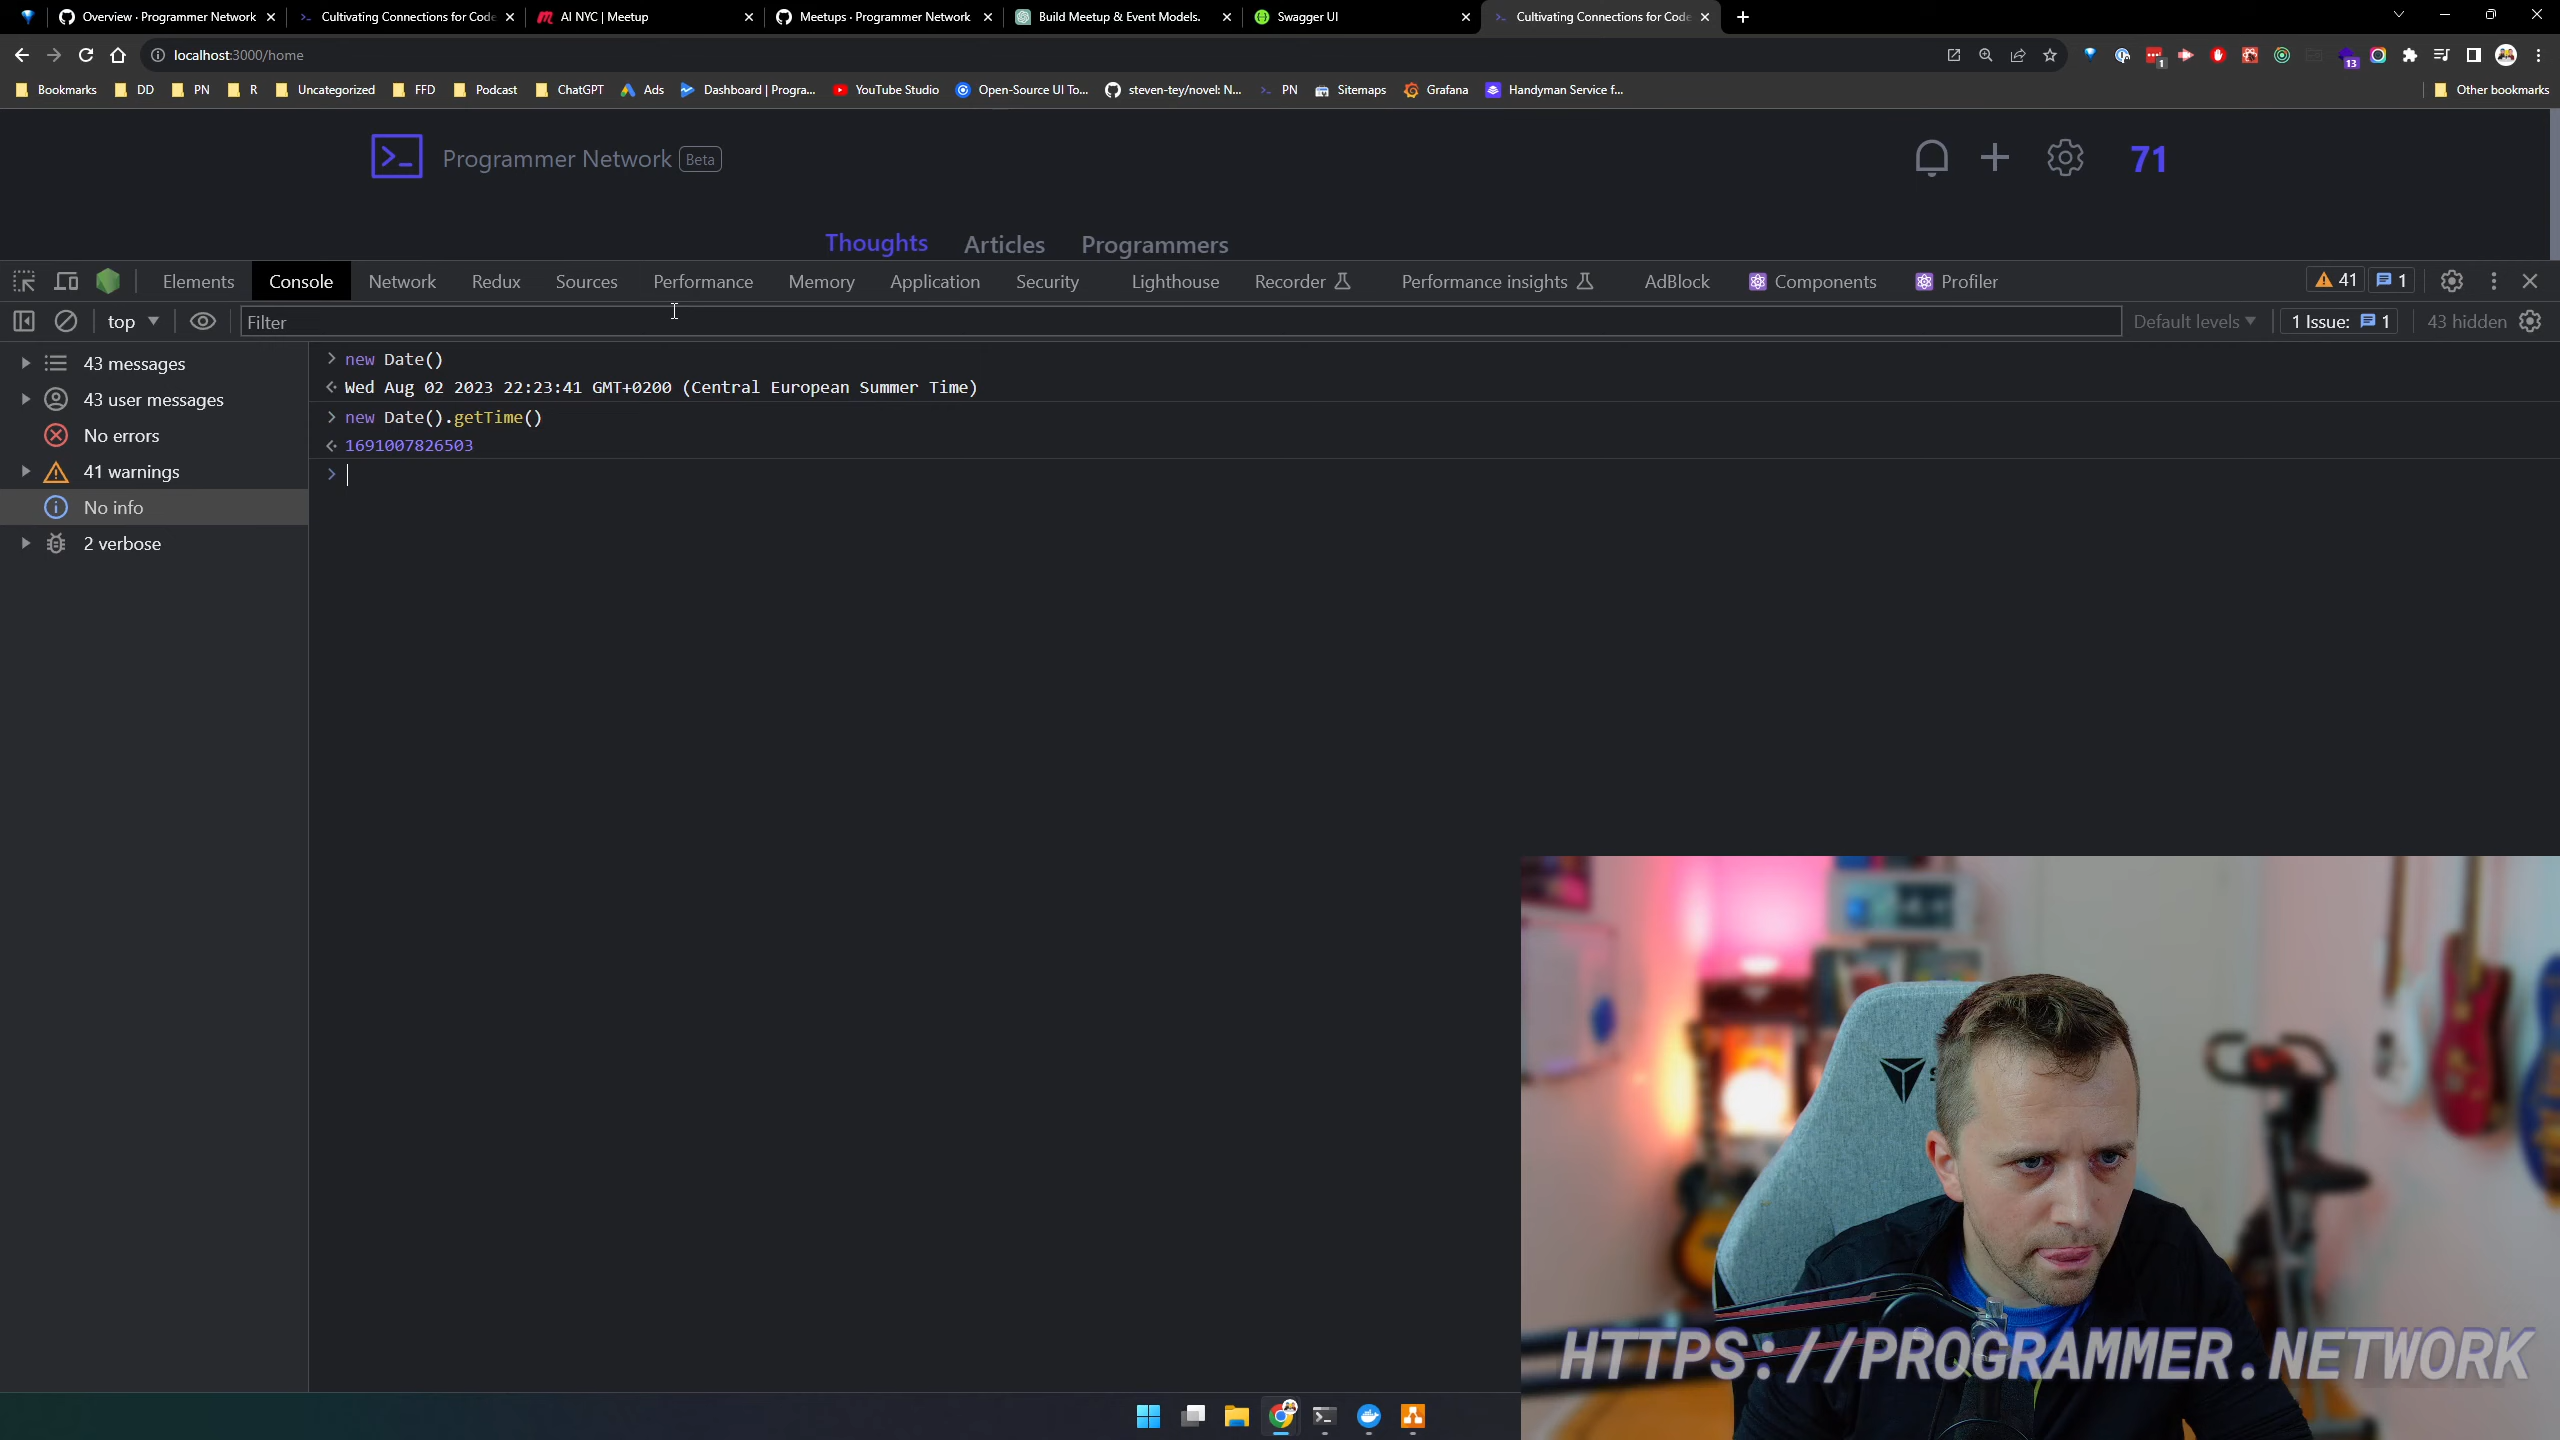 Overview · Programmer Network
Cultivating Connections for Code
AI NYC | Meetup
Meetups · Programmer Network
Build Meetup & Event Models.
Swagger UI
Cultivating Connections for Code
localhost:3000/home
1
13
Bookmarks
DD
PN
R
Uncategorized
FFD
Podcast
ChatGPT
Ads
Dashboard | Progra...
YouTube Studio
Open-Source UI To...
steven-tey/novel: N...
PN
Sitemaps
Grafana
Handyman Service f...
Other bookmarks
>_ Programmer Network Beta
71
Thoughts Articles Programmers
Elements Console Network Redux Sources Performance Memory Application Security Lighthouse Recorder Performance insights AdBlock Components Profiler 41 1
top Filter Default levels 1 Issue: 1 43 hidden
43 messages
43 user messages
No errors
41 warnings
No info
2 verbose
> new Date()
Wed Aug 02 2023 22:23:41 GMT+0200 (Central European Summer Time)
> new Date().getTime()
1691007826503
>
HTTPS://PROGRAMMER.NETWORK